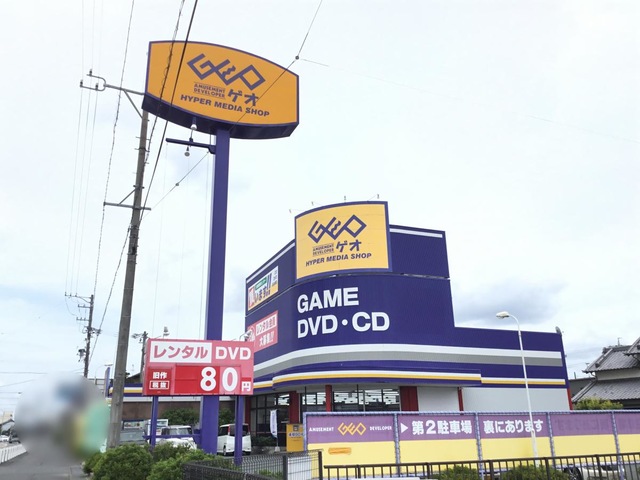 GEO
AMUSEMENT
DEVELOPER
ゲオ
HYPER MEDIA SHOP
GEO
AMUSEMENT
DEVELOPER
ゲオ
HYPER MEDIA SHOP
GAME
DVD・CD
レンタル DVD
旧作
80円
AMUSEMENT GEO DEVELOPER
第2駐車場 裏にあります